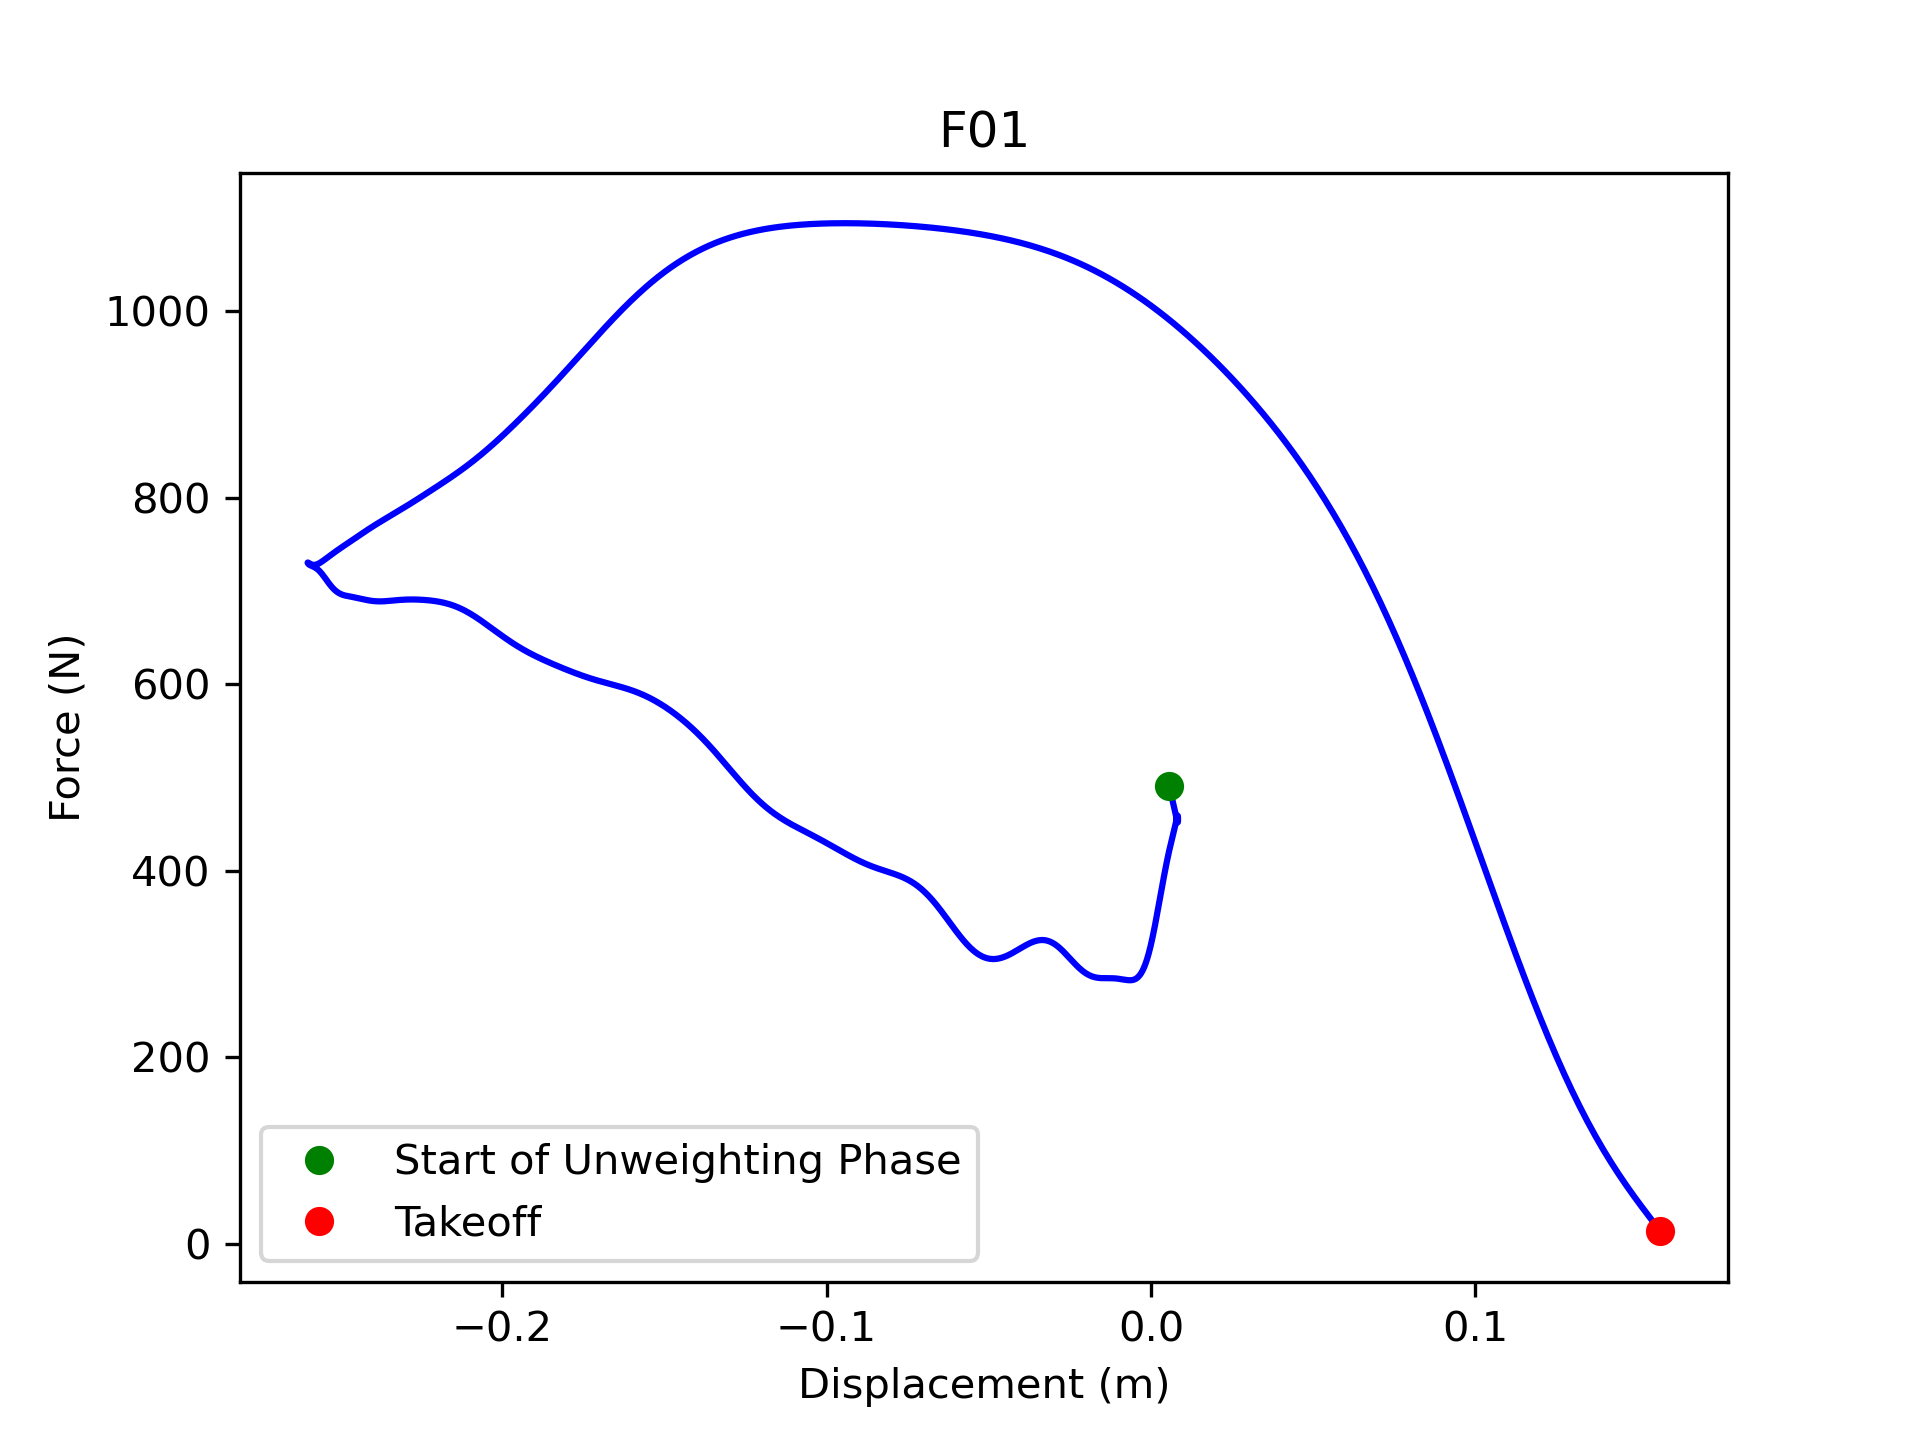 F01
1000
800
600
400
200
0
Force (N)
Start of Unweighting Phase
Takeoff
−0.2 −0.1 0.0 0.1
Displacement (m)